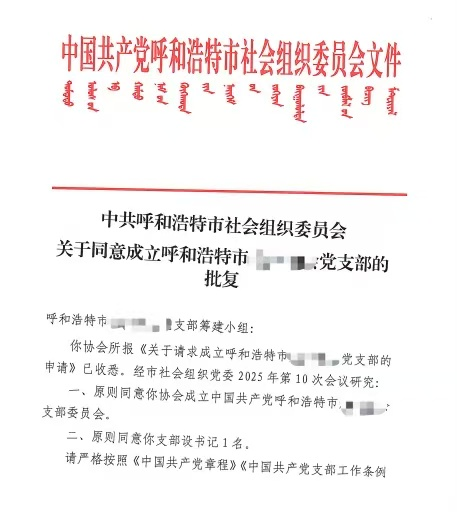 中国共产党呼和浩特市社会组织委员会文件
中共呼和浩特市社会组织委员会
关于同意成立呼和浩特市党支部的
批复
呼和浩特市支部筹建小组：
你协会所报《关于请求成立呼和浩特市党支部的
申请》已收悉。经市社会组织党委 2025 年第 10 次会议研究：
一、原则同意你协会成立中国共产党呼和浩特市
支部委员会。
二、原则同意你支部设书记 1 名。
请严格按照《中国共产党章程》《中国共产党支部工作条例